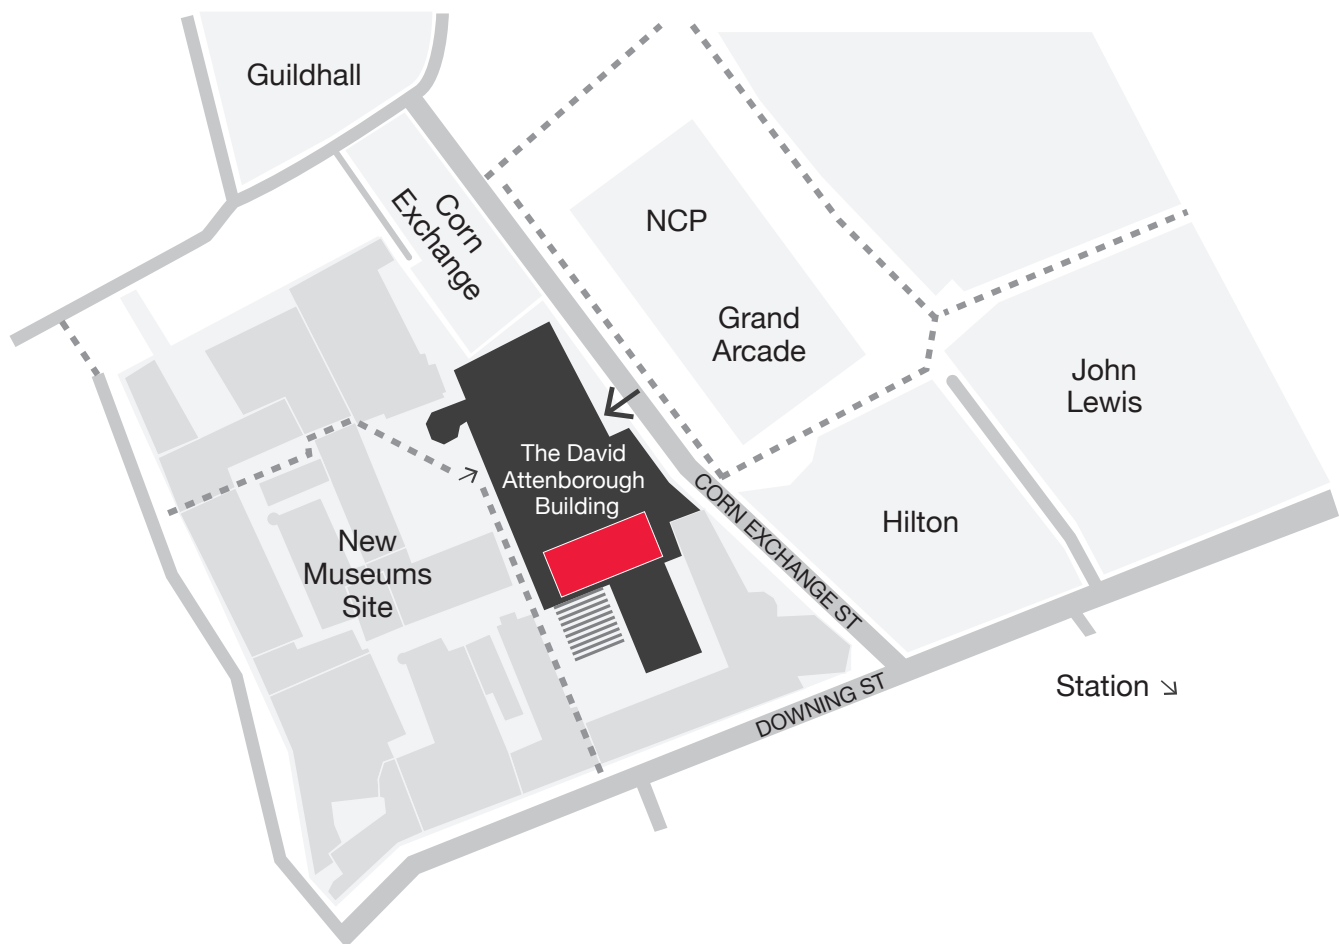 Guildhall
Corn
Exchange
NCP
Grand
Arcade
John
Lewis
The David
Attenborough
Building
CORN EXCHANGE ST
Hilton
New
Museums
Site
Station
DOWNING ST